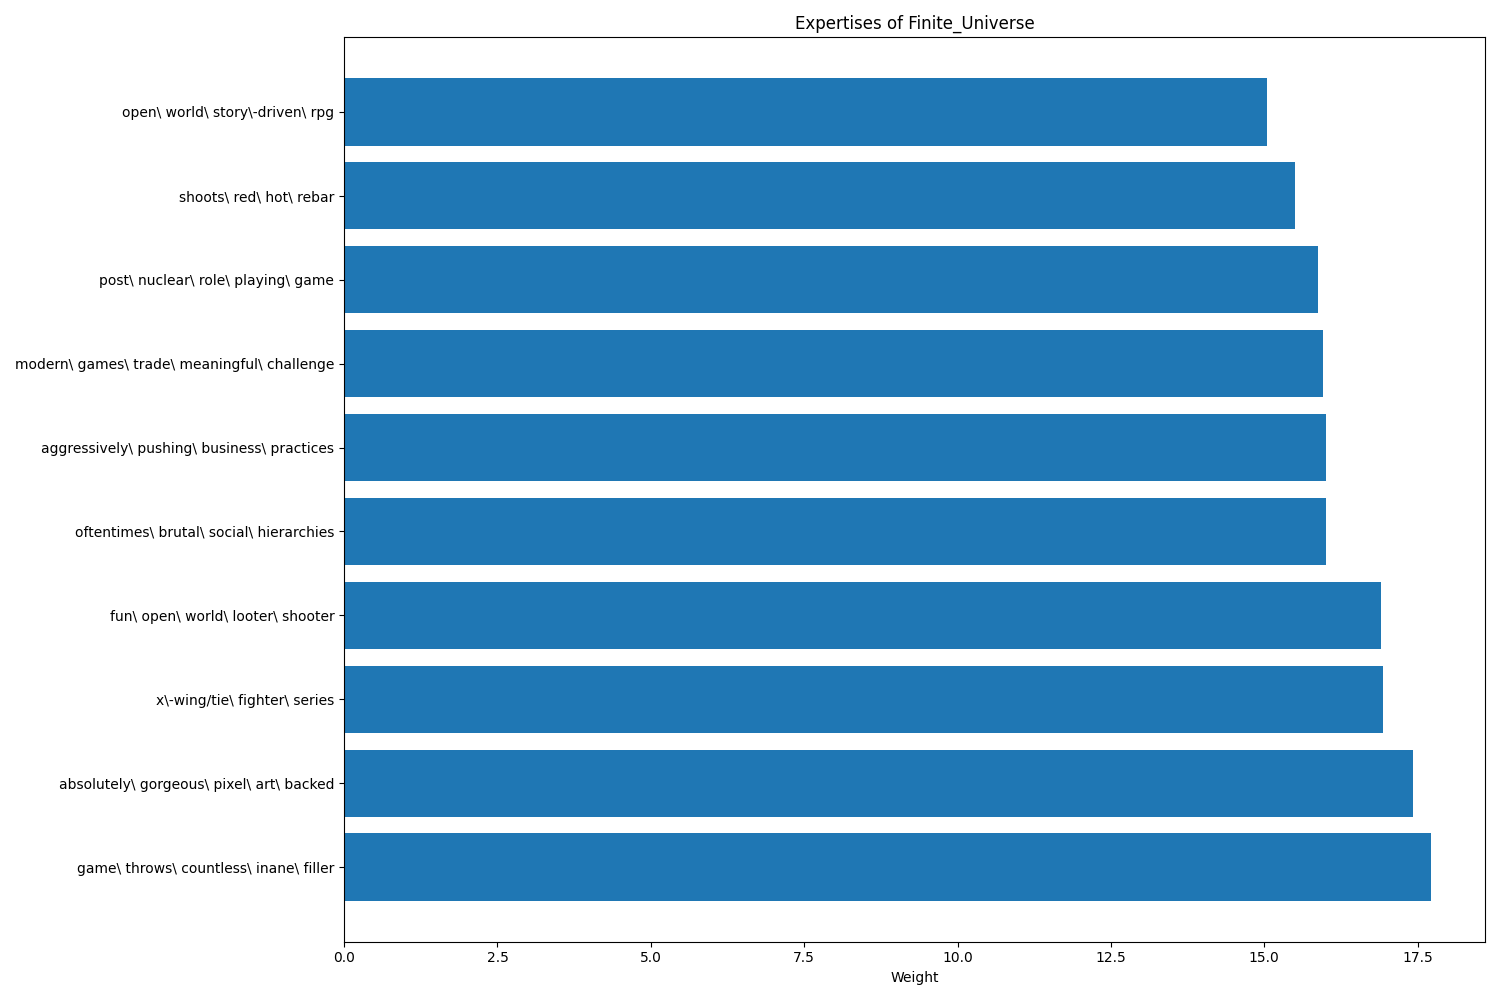 Expertises of Finite_Universe
open\ world\ story\-driven\ rpg
shoots\ red\ hot\ rebar
post\ nuclear\ role\ playing\ game
modern\ games\ trade\ meaningful\ challenge
aggressively\ pushing\ business\ practices
oftentimes\ brutal\ social\ hierarchies
fun\ open\ world\ looter\ shooter
x\-wing/tie\ fighter\ series
absolutely\ gorgeous\ pixel\ art\ backed
game\ throws\ countless\ inane\ filler
0.0 2.5 5.0 7.5 10.0 12.5 15.0 17.5
Weight